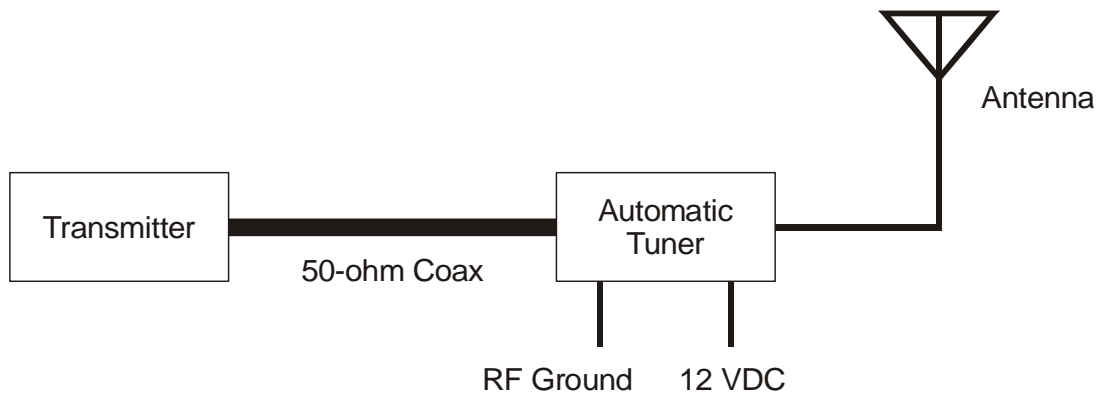 Antenna
Transmitter
Automatic
Tuner
50-ohm Coax
RF Ground
12 VDC